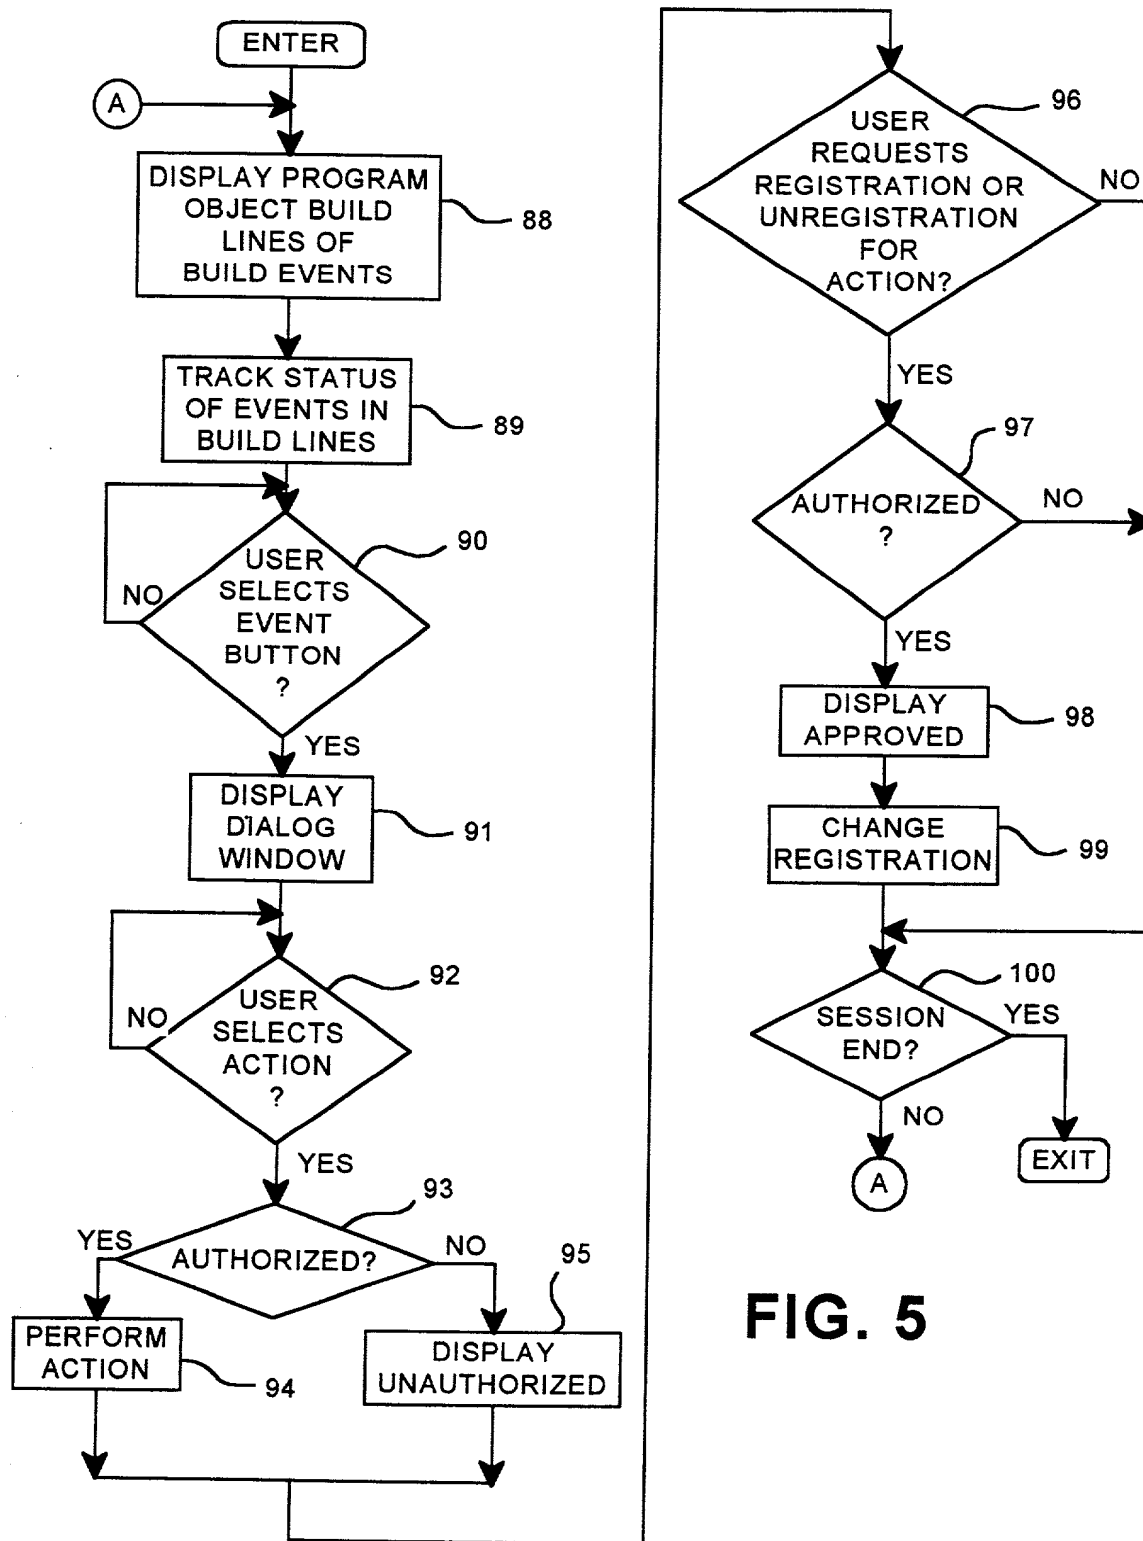 ENTER
A
DISPLAY PROGRAM
OBJECT BUILD
LINES OF
BUILD EVENTS
88
TRACK STATUS
OF EVENTS IN
BUILD LINES
89
90
USER
SELECTS
EVENT
BUTTON
?
NO
YES
DISPLAY
DIALOG
WINDOW
91
92
USER
SELECTS
ACTION
?
NO
YES
93
YES
AUTHORIZED?
NO
95
PERFORM
ACTION
94
DISPLAY
UNAUTHORIZED
96
USER
REQUESTS
REGISTRATION OR
UNREGISTRATION
FOR
ACTION?
NO
YES
97
AUTHORIZED
?
NO
YES
DISPLAY
APPROVED
98
CHANGE
REGISTRATION
99
100
SESSION
END?
YES
NO
A
EXIT
FIG. 5